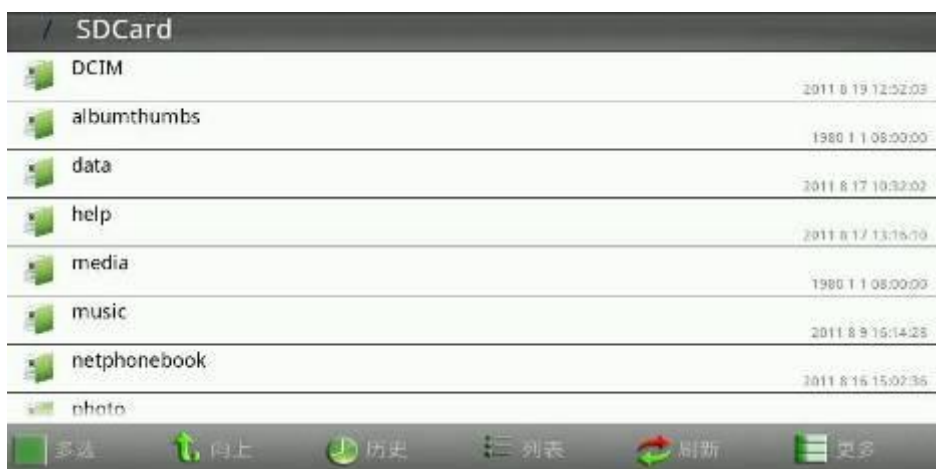 / SDCard
DCIM
2011 8 19 12:52:03
albumthumbs
1980 1 1 08:00:00
data
2011 8 17 10:32:02
help
2011 8 17 13:16:10
media
1980 1 1 08:00:00
music
2011 8 9 16:14:28
netphonebook
2011 8 16 15:02:36
photo
多选 向上 历史 列表 刷新 更多